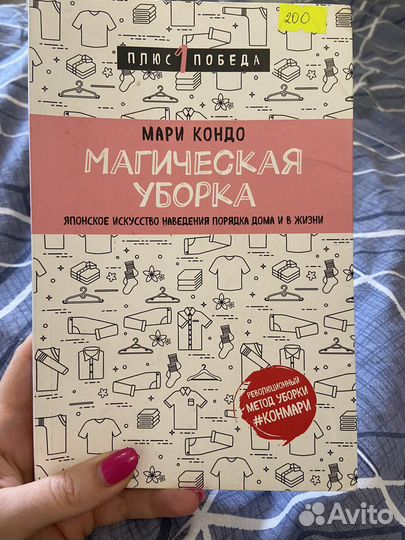 200
ПЛЮС 1 ПОБЕДА
МАРИ КОНДО
МАГИЧЕСКАЯ
УБОРКА
ЯПОНСКОЕ ИСКУССТВО НАВЕДЕНИЯ ПОРЯДКА ДОМА И В ЖИЗНИ
РЕВОЛЮЦИОННЫЙ
МЕТОД УБОРКИ
#КОНМАРИ
Avito